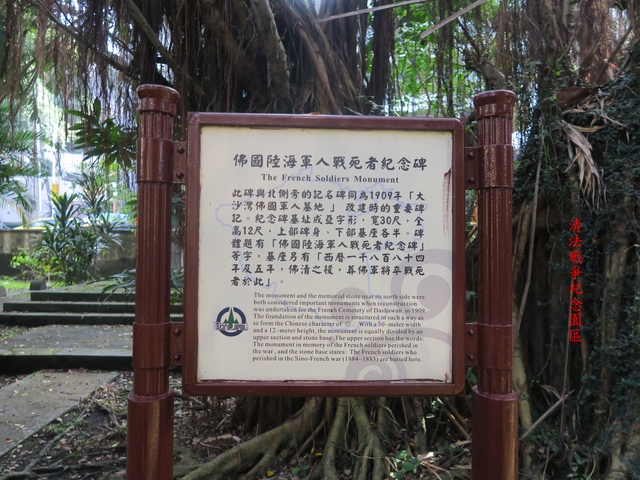 佛國陸海軍人戰死者紀念碑
The French Soldiers Monument
此碑與北側旁的記名碑同為1909年「大
沙灣佛國軍人墓地」改建時的重要碑
記。紀念碑基址成亞字形，寬30尺，全
高12尺，上部碑身、下部基座各半。碑
體題有「佛國陸海軍人戰死者紀念碑」
等字，基座另有「西曆一千八百八十四
年及五年，佛清之役，葬佛軍將卒戰死
者於此」
The monument and the memorial stone near its north side were
both considered important monuments when reconstruction
was undertaken for the French Cemetery of Dashawan in 1909.
The foundation of the monument is structured in such a way as
to form the Chinese character of 亞. With a 30- meter width
and a 12- meter height, the monument is equally divided by an
upper section and stone base. The upper section has the words:
The monument in memory of the French soldiers perished in
the war , and the stone base states: The French soldiers who
perished in the Sino-French war (1884~1885) are buried here.
清法戰爭紀念園區